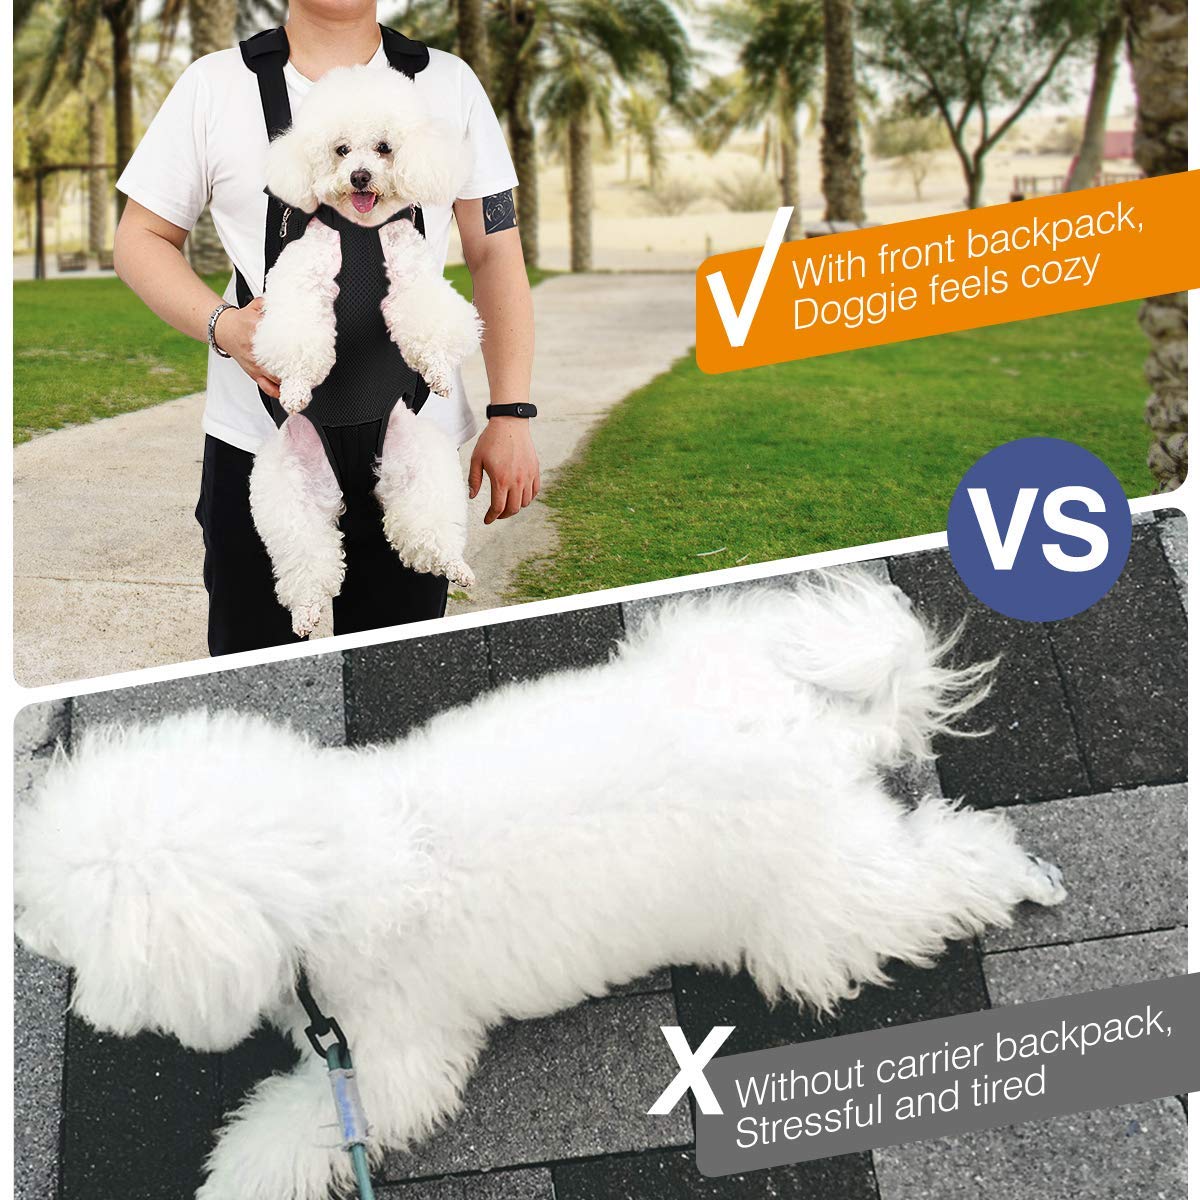 With front backpack,
Doggie feels cozy
VS
X Without carrier backpack,
Stressful and tired